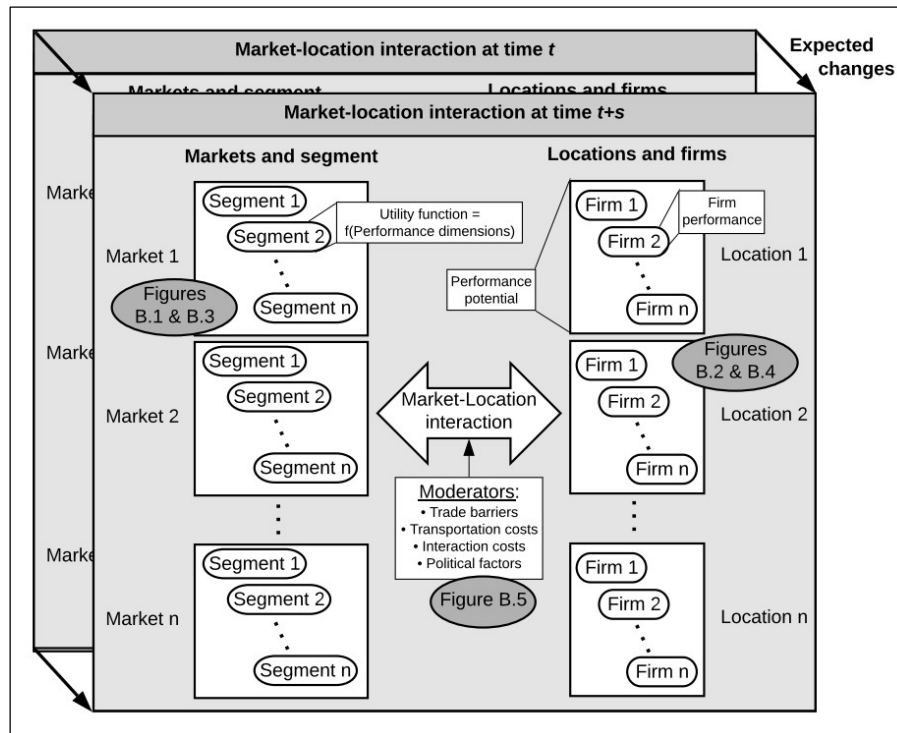 Market-location interaction at time t
Expected
changes
Markets and segment
Locations and firms
Market-location interaction at time t+s
Markets and segment
Locations and firms
Marke
Segment 1
Segment 2
Segment n
Utility function =
f(Performance dimensions)
Market 1
Figures
B.1 & B.3
Firm 1
Firm 2
Firm n
Firm
performance
Performance
potential
Location 1
Figures
B.2 & B.4
Marke
Segment 1
Segment 2
Segment n
Market 2
Market-Location
interaction
Firm 1
Firm 2
Firm n
Location 2
Moderators:
• Trade barriers
• Transportation costs
• Interaction costs
• Political factors
Figure B.5
Marke
Segment 1
Segment 2
Segment n
Market n
Firm 1
Firm 2
Firm n
Location n